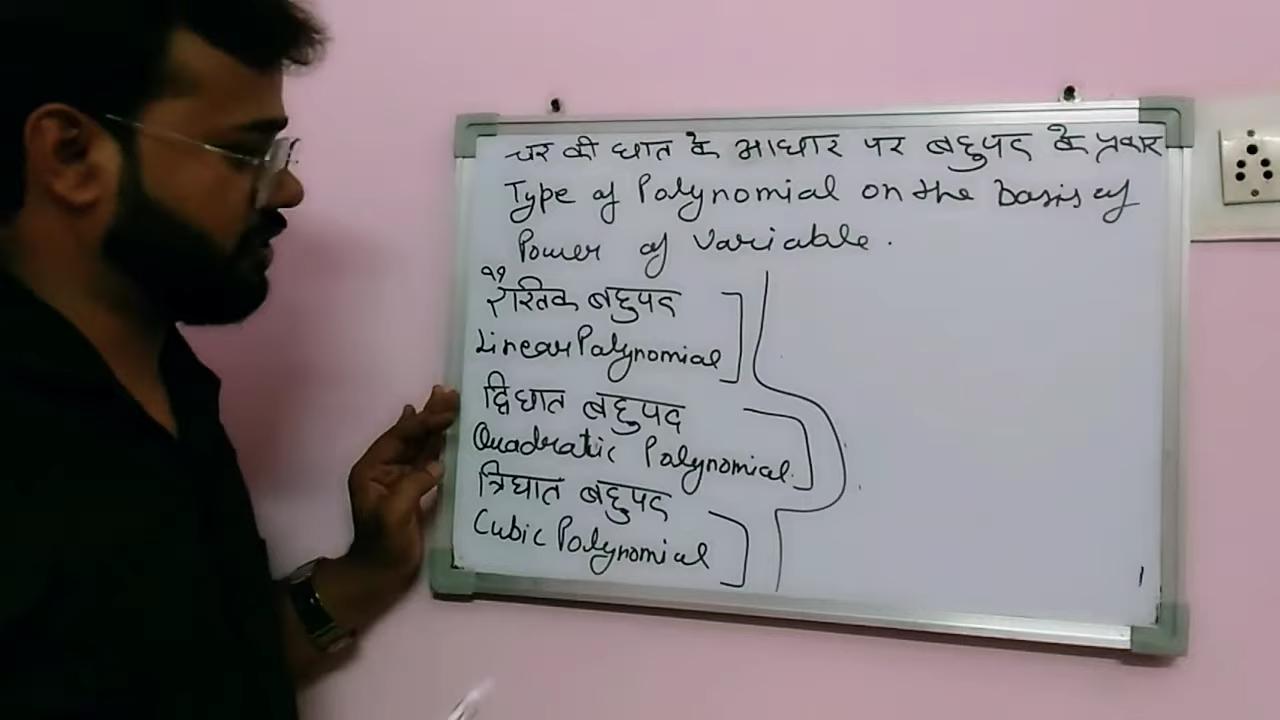 चर की घात के आधार पर बहुपद के प्रकार
Type of Polynomial on the basis of
Power of variable.
रास्तिक बहुपद
Linear Polynomial
द्विघात बहुपद
Quadratic Polynomial.
त्रिघात बहुपद
Cubic Polynomial